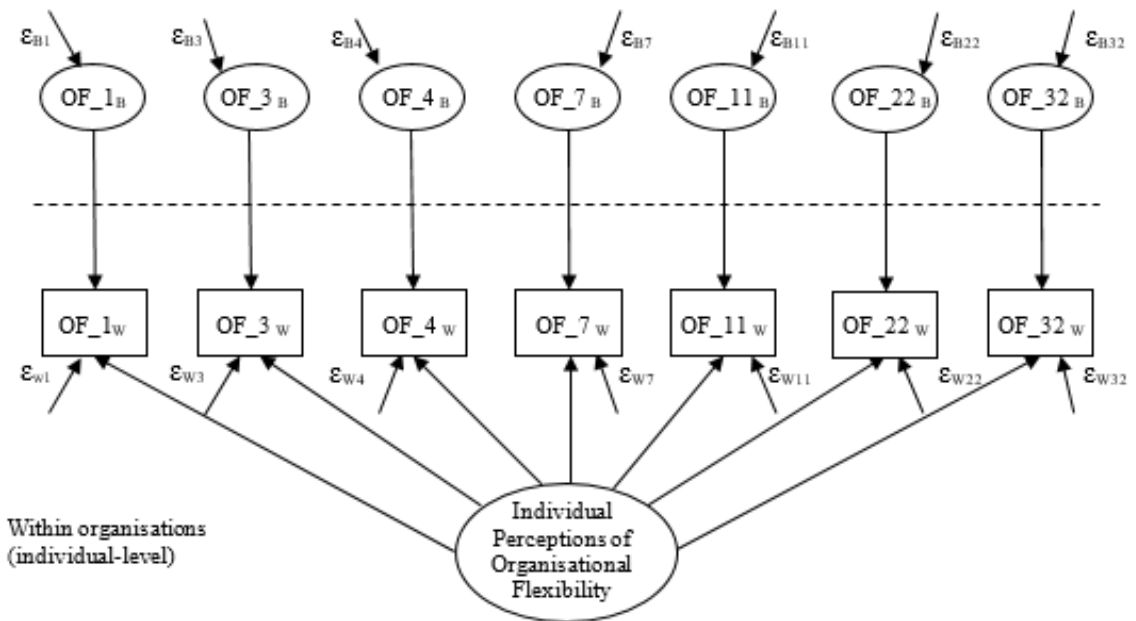 εB1 εB3 εB4 εB7 εB11 εB22 εB32
OF_1 B OF_3 B OF_4 B OF_7 B OF_11 B OF_22 B OF_32 B
OF_1W OF_3 W OF_4 W OF_7 W OF_11 W OF_22 W OF_32 W
εw1 εW3 εW4 εW7 εW11 εW22 εW32
Within organisations
(individual-level)
Individual
Perceptions of
Organisational
Flexibility